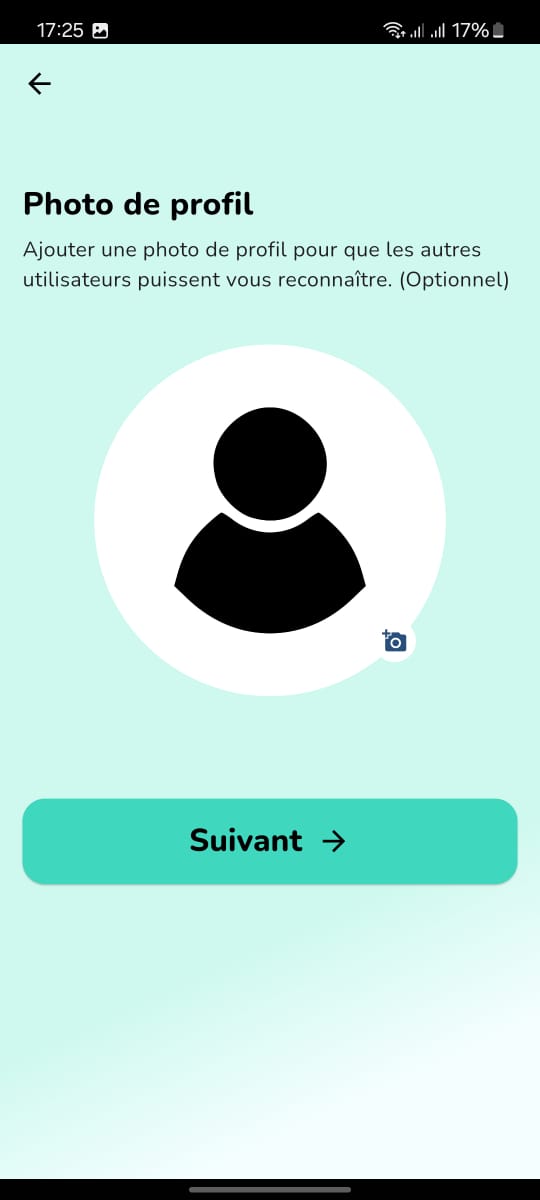 17:25
17%
Photo de profil
Ajouter une photo de profil pour que les autres
utilisateurs puissent vous reconnaître. (Optionnel)
Suivant